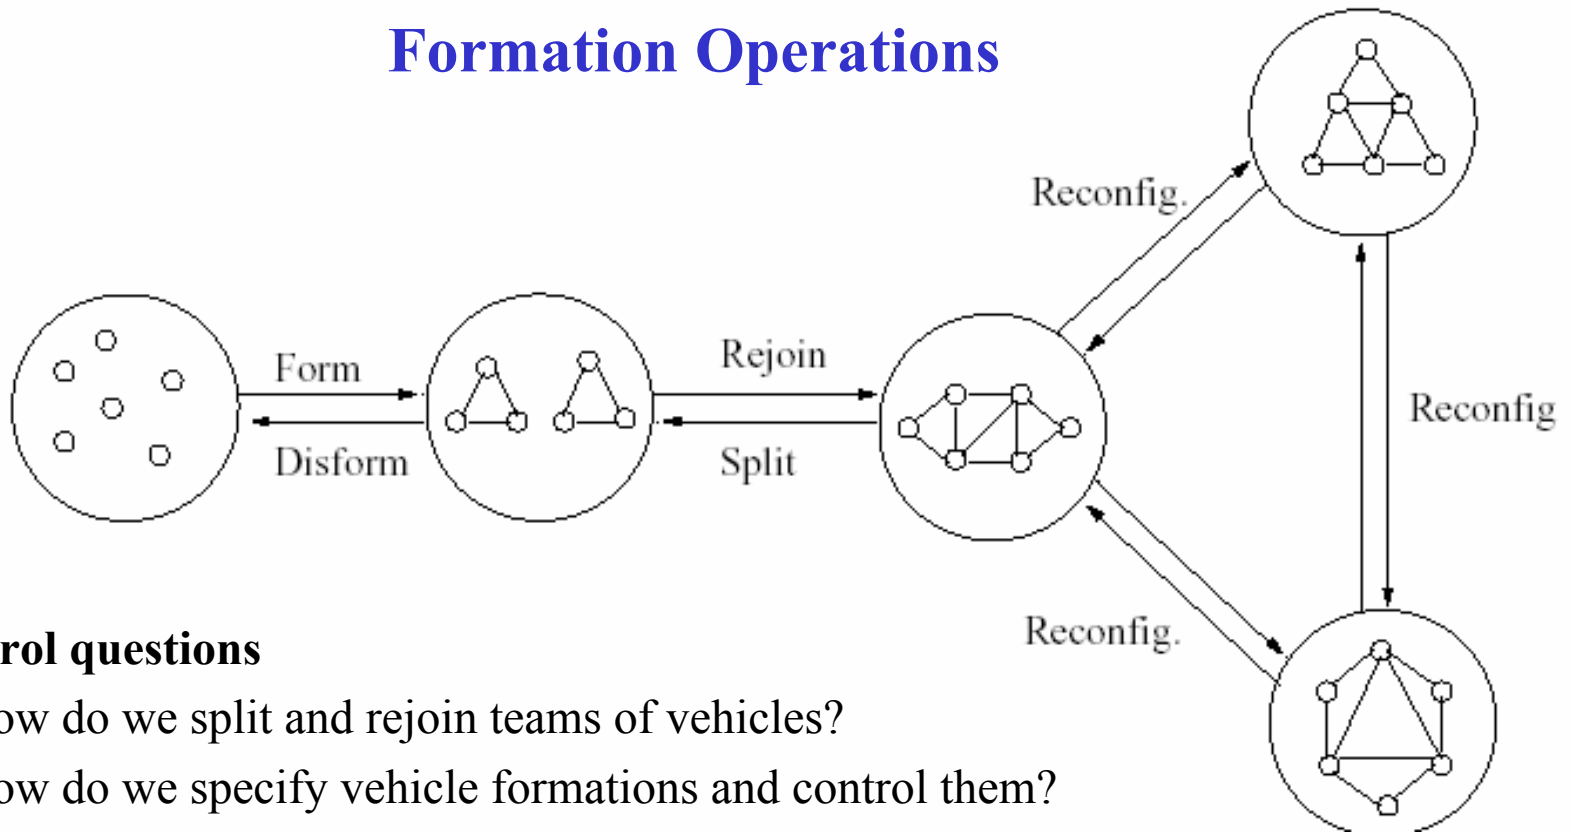 Formation Operations
Reconfig.
Form
Rejoin
Reconfig
Disform
Split
Reconfig.
rol questions
ow do we split and rejoin teams of vehicles?
ow do we specify vehicle formations and control them?